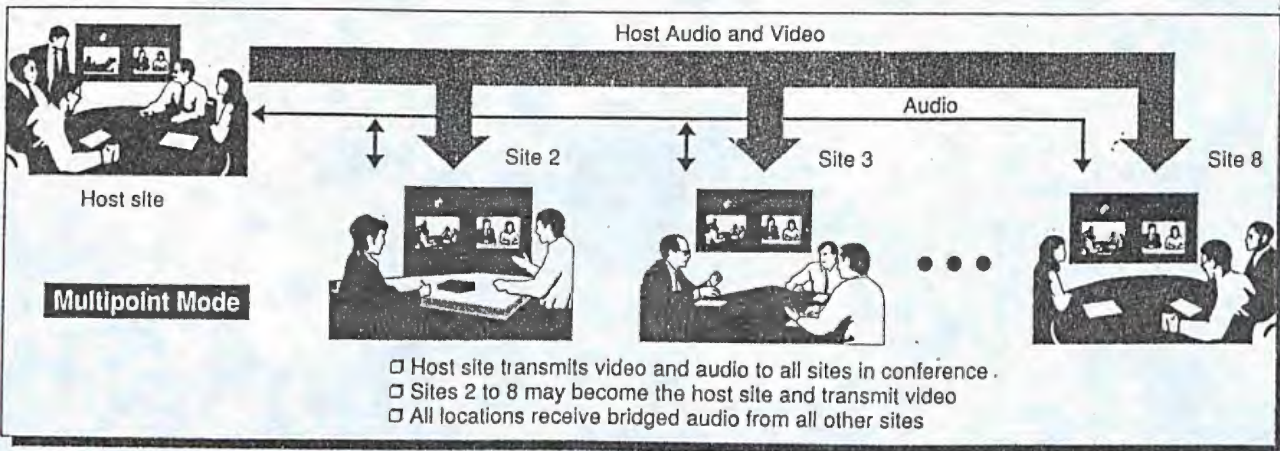 Host Audio and Video
Audio
Site 2
Site 3
Site 8
Host site
Multipoint Mode
Host site transmits video and audio to all sites in conference.
Sites 2 to 8 may become the host site and transmit video
All locations receive bridged audio from all other sites